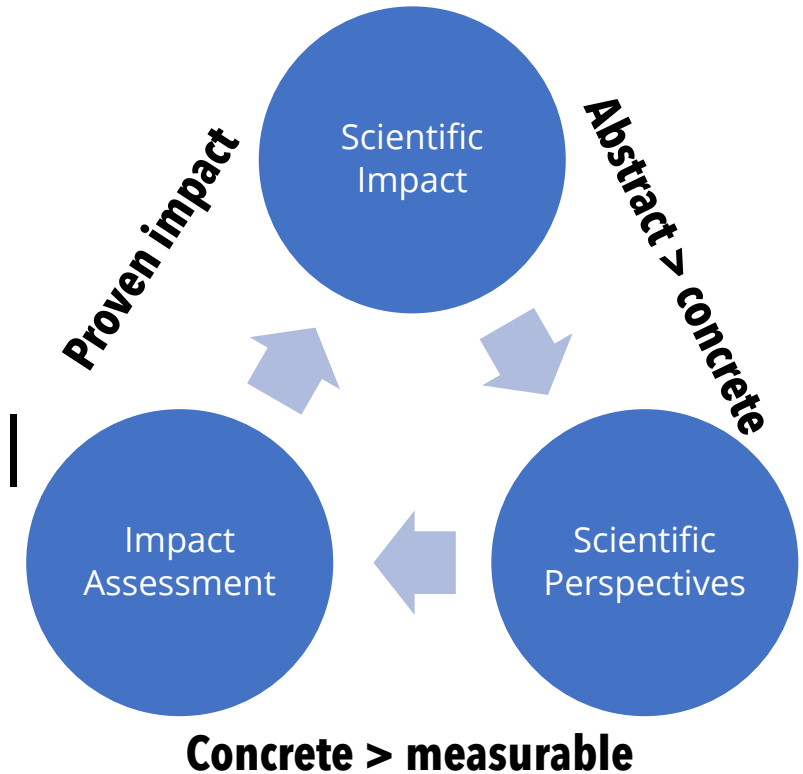 Scientific
Impact
Abstract > concrete
Proven impact
Scientific
Perspectives
Impact
Assessment
Concrete > measurable